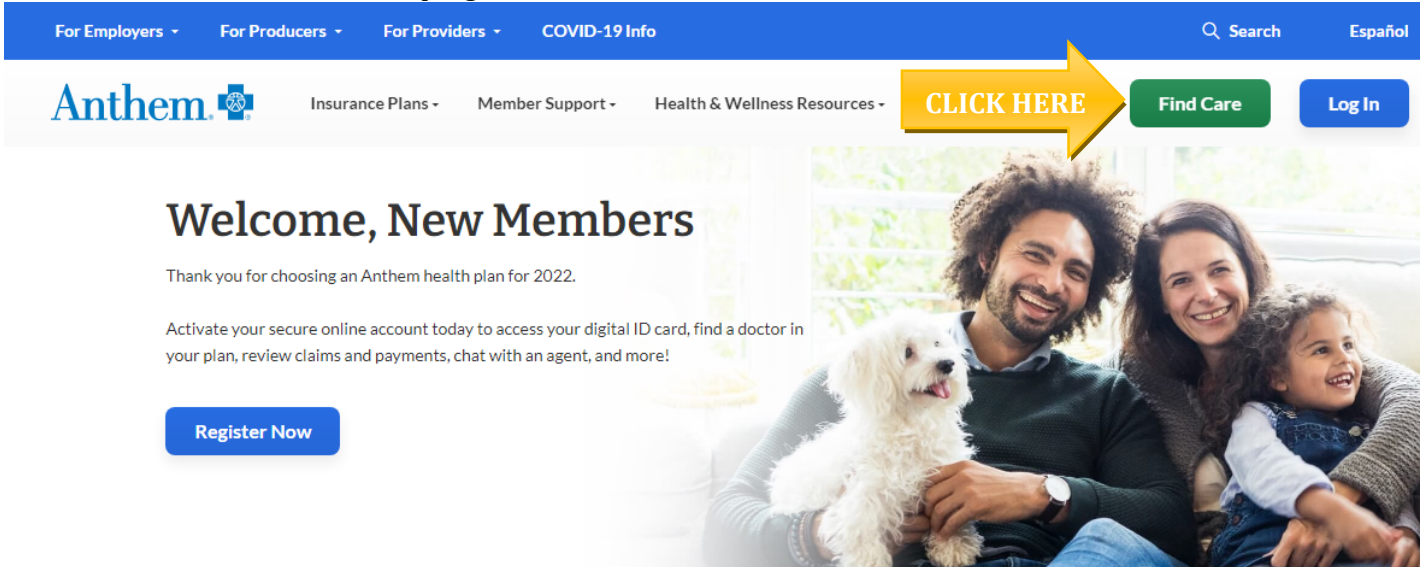 For Employers For Producers For Providers COVID-19 Info Search Español
Anthem. Insurance Plans Member Support Health & Wellness Resources CLICK HERE Find Care Log In
Welcome, New Members
Thank you for choosing an Anthem health plan for 2022.
Activate your secure online account today to access your digital ID card, find a doctor in
your plan, review claims and payments, chat with an agent, and more!
Register Now